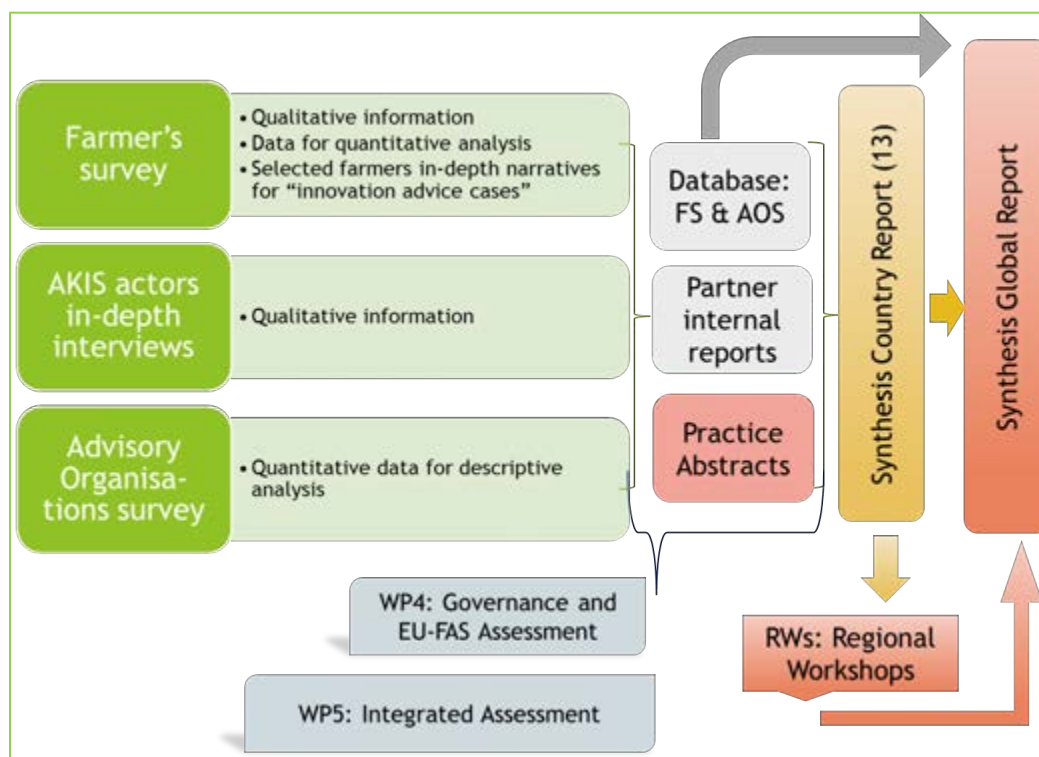 Farmer's
survey
• Qualitative information
• Data for quantitative analysis
• Selected farmers in-depth narratives
for “innovation advice cases”
AKIS actors
in-depth
interviews
• Qualitative information
Advisory
Organisa-
tions survey
• Quantitative data for descriptive
analysis
Database:
FS & AOS
Partner
internal
reports
Practice
Abstracts
Synthesis Country Report (13)
Synthesis Global Report
WP4: Governance and
EU-FAS Assessment
RWs: Regional
Workshops
WP5: Integrated Assessment